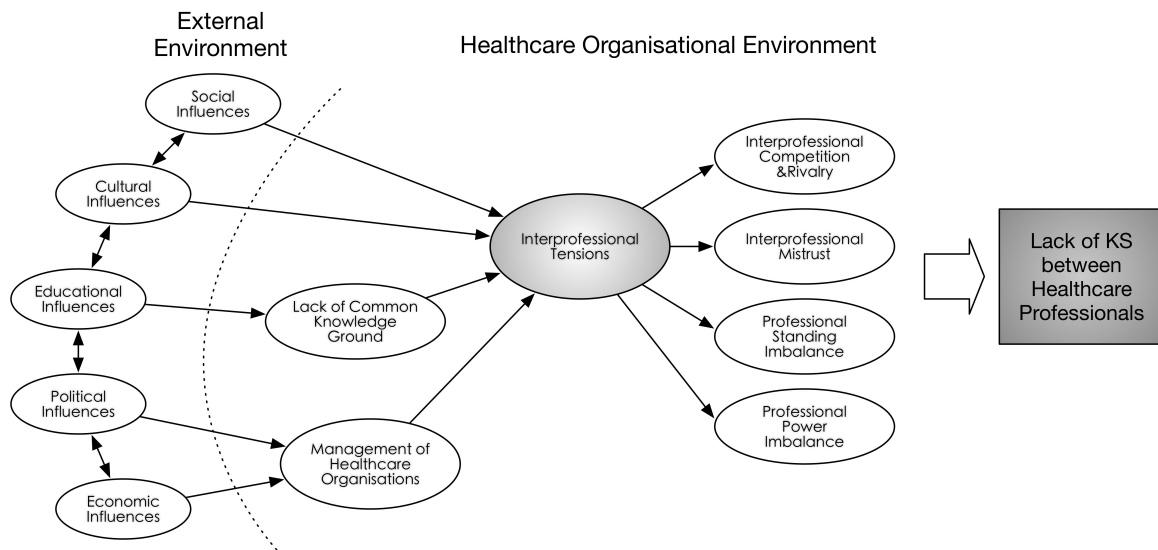 External
Environment
Healthcare Organisational Environment
Social
Influences
Cultural
Influences
Educational
Influences
Political
Influences
Economic
Influences
Lack of Common
Knowledge
Ground
Management of
Healthcare
Organisations
Interprofessional
Tensions
Interprofessional
Competition
&Rivalry
Interprofessional
Mistrust
Professional
Standing
Imbalance
Professional
Power
Imbalance
Lack of KS
between
Healthcare
Professionals